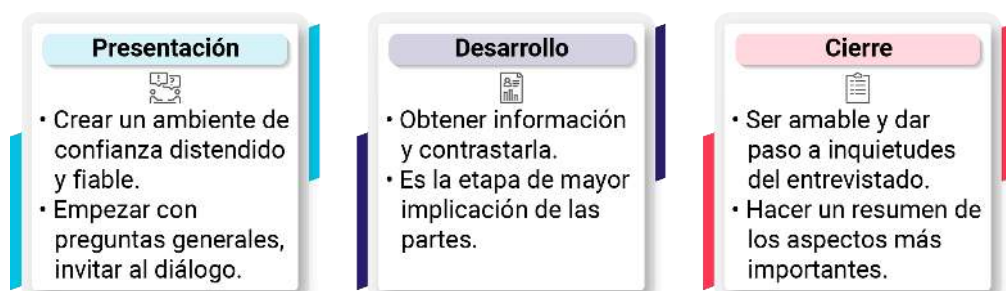 Presentación
• Crear un ambiente de
confianza distendido
y fiable.
• Empezar con
preguntas generales,
invitar al diálogo.
Desarrollo
• Obtener información
y contrastarla.
• Es la etapa de mayor
implicación de las
partes.
Cierre
• Ser amable y dar
paso a inquietudes
del entrevistado.
• Hacer un resumen de
los aspectos más
importantes.